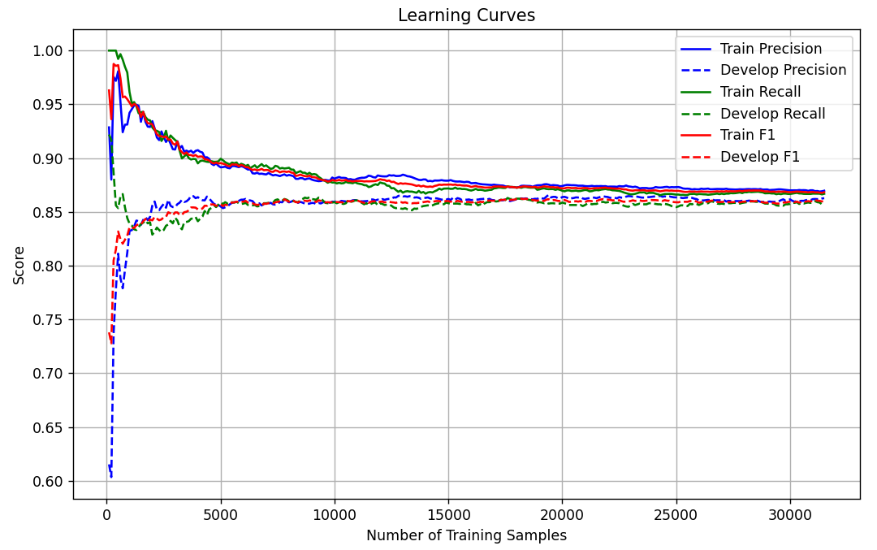 Learning Curves
1.00
0.95
0.90
0.85
0.80
0.75
0.70
0.65
0.60
Score
Train Precision
Develop Precision
Train Recall
Develop Recall
Train F1
Develop F1
0
5000
10000
15000
20000
25000
30000
Number of Training Samples